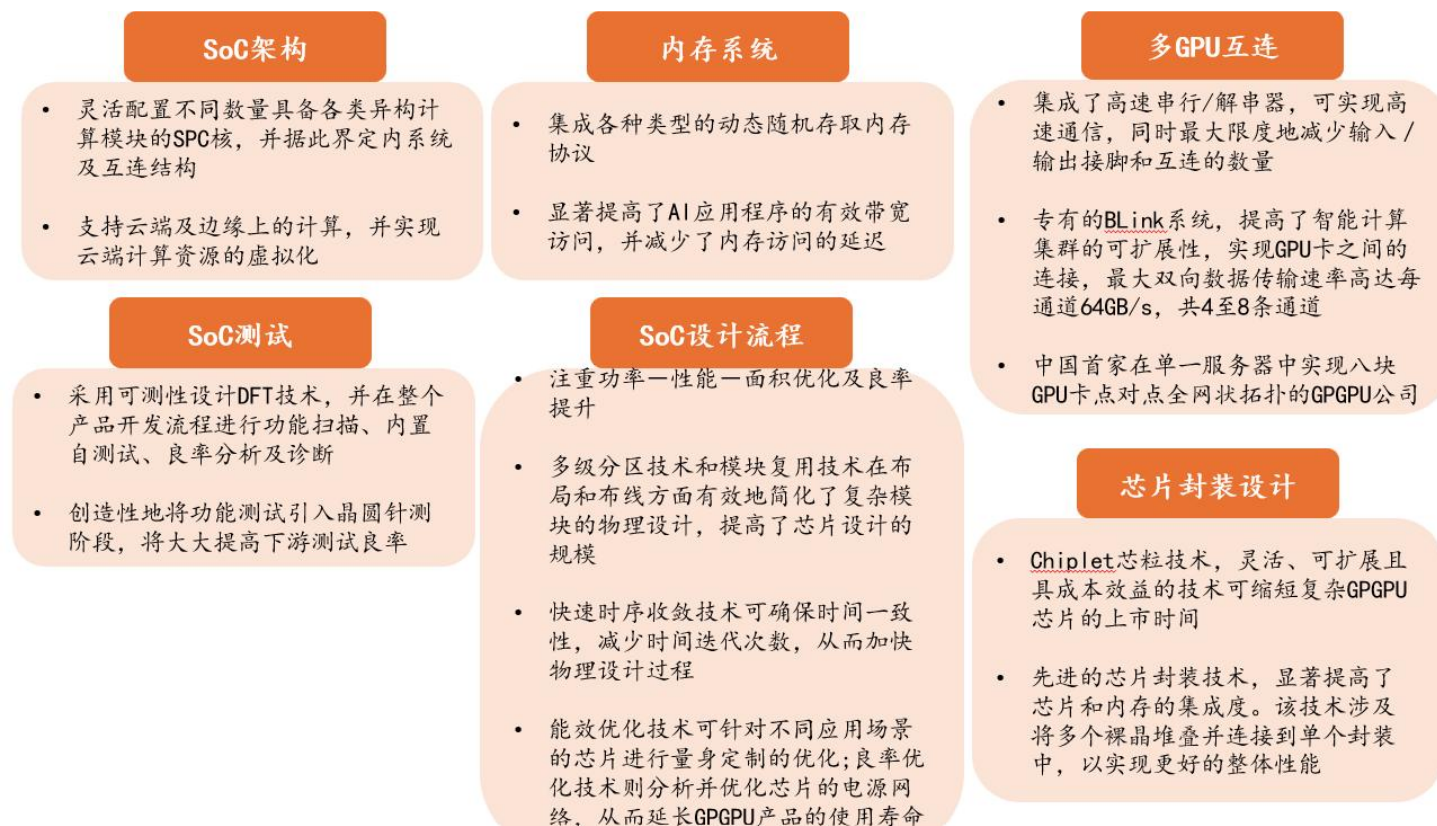 SoC架构
• 灵活配置不同数量具备各类异构计
算模块的SPC核，并据此界定内系统
及互连结构
• 支持云端及边缘上的计算，并实现
云端计算资源的虚拟化
内存系统
• 集成各种类型的动态随机存取内存
协议
• 显著提高了AI应用程序的有效带宽
访问，并减少了内存访问的延迟
多GPU互连
• 集成了高速串行/解串器，可实现高
速通信，同时最大限度地减少输入／
输出接脚和互连的数量
• 专有的BLink系统，提高了智能计算
集群的可扩展性，实现GPU卡之间的
连接，最大双向数据传输速率高达每
通道64GB/s，共4至8条通道
• 中国首家在单一服务器中实现八块
GPU卡点对点全网状拓扑的GPGPU公司
SoC测试
• 采用可测性设计DFT技术，并在整个
产品开发流程进行功能扫描、内置
自测试、良率分析及诊断
• 创造性地将功能测试引入晶圆针测
阶段，将大大提高下游测试良率
SoC设计流程
• 注重功率－性能－面积优化及良率
提升
• 多级分区技术和模块复用技术在布
局和布线方面有效地简化了复杂模
块的物理设计，提高了芯片设计的
规模
• 快速时序收敛技术可确保时间一致
性，减少时间迭代次数，从而加快
物理设计过程
• 能效优化技术可针对不同应用场景
的芯片进行量身定制的优化;良率优
化技术则分析并优化芯片的电源网
络，从而延长GPGPU产品的使用寿命
芯片封装设计
• Chiplet芯粒技术，灵活、可扩展且
具成本效益的技术可缩短复杂GPGPU
芯片的上市时间
• 先进的芯片封装技术，显著提高了
芯片和内存的集成度。该技术涉及
将多个裸晶堆叠并连接到单个封装
中，以实现更好的整体性能